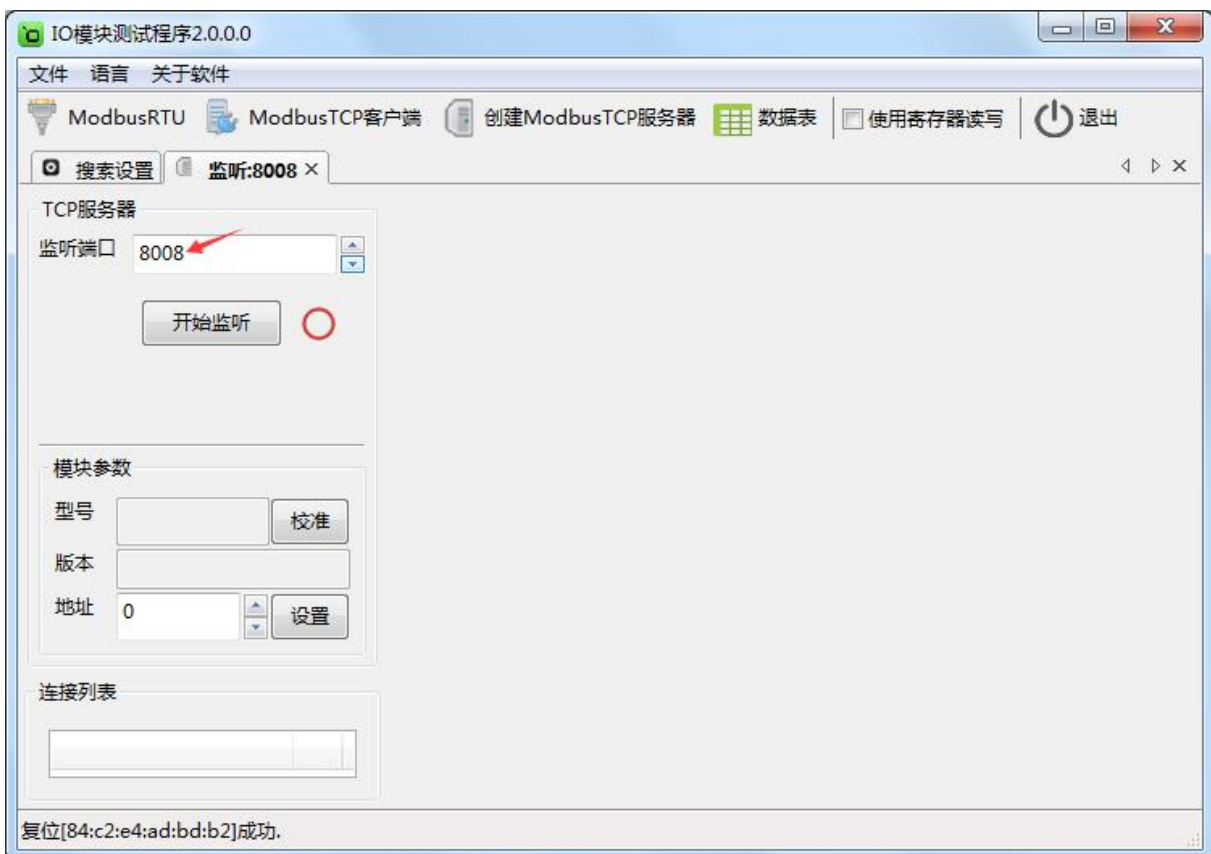 IO模块测试程序2.0.0.0
文件 语言 关于软件
ModbusRTU ModbusTCP客户端 创建ModbusTCP服务器 数据表 使用寄存器读写 退出
搜索设置 监听:8008
TCP服务器
监听端口 8008
开始监听
模块参数
型号 校准
版本
地址 0 设置
连接列表
复位[84:c2:e4:ad:bd:b2]成功.